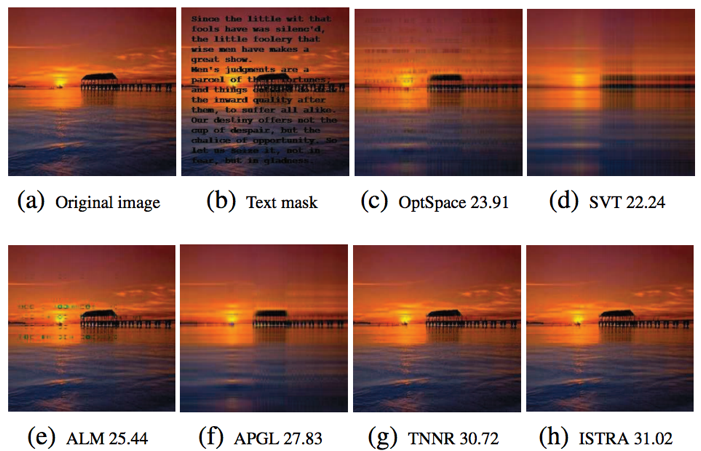 Since the little wit that
fools have was silenc'd,
the little foolery that
wise men have makes a
great show.
Men's judgments are a
parcel of their fortunes;
and things
the inward quality after
them, to suffer all alike.
Our destiny offers not the
cup of despair, but the
chalice of opportunity. So
let us seize it, not in
fear, but in gladness.
(a) Original image
(b) Text mask
(c) OptSpace 23.91
(d) SVT 22.24
(e) ALM 25.44
(f) APGL 27.83
(g) TNNR 30.72
(h) ISTRA 31.02